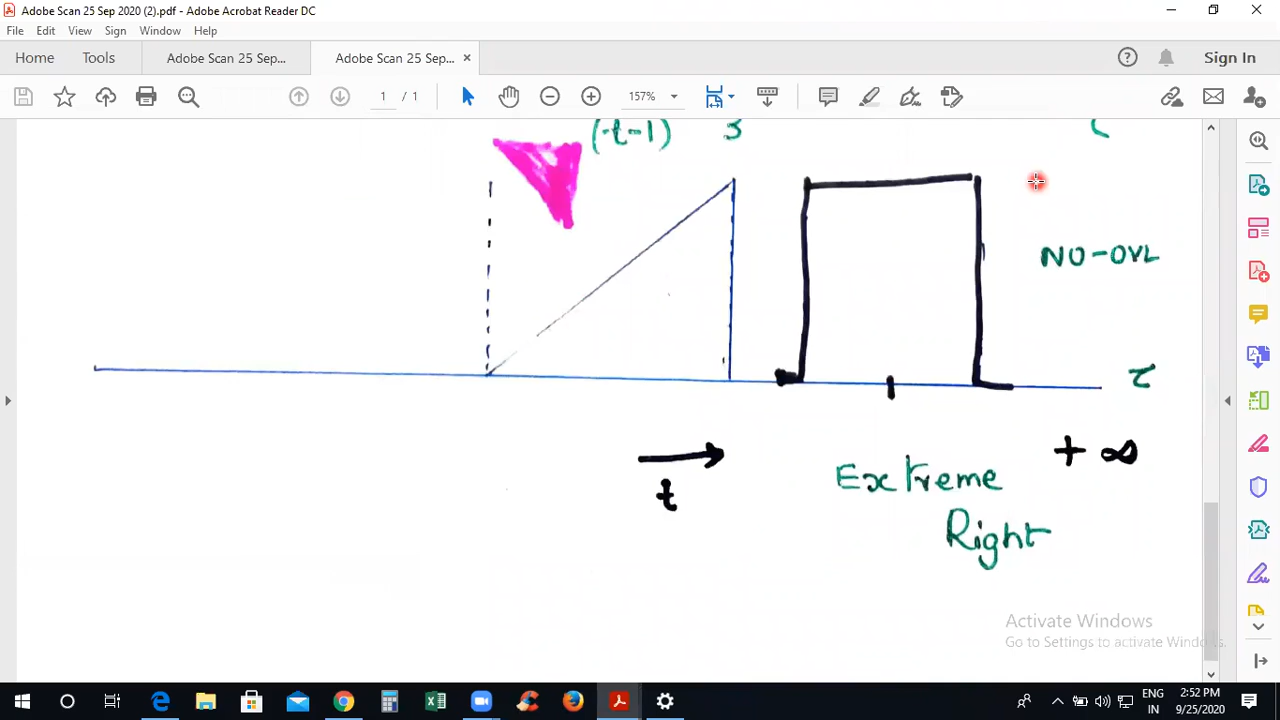 Adobe Scan 25 Sep 2020 (2).pdf - Adobe Acrobat Reader DC
File Edit View Sign Window Help
Home Tools Adobe Scan 25 Sep... Adobe Scan 25 Sep... × Sign In
1 / 1 157%
(-t-1) 3
NO-OVL
τ
t
+ ∞
Extreme
Right
Activate Windows
Go to Settings to activate Windows.
ENG 2:52 PM
IN 9/25/2020